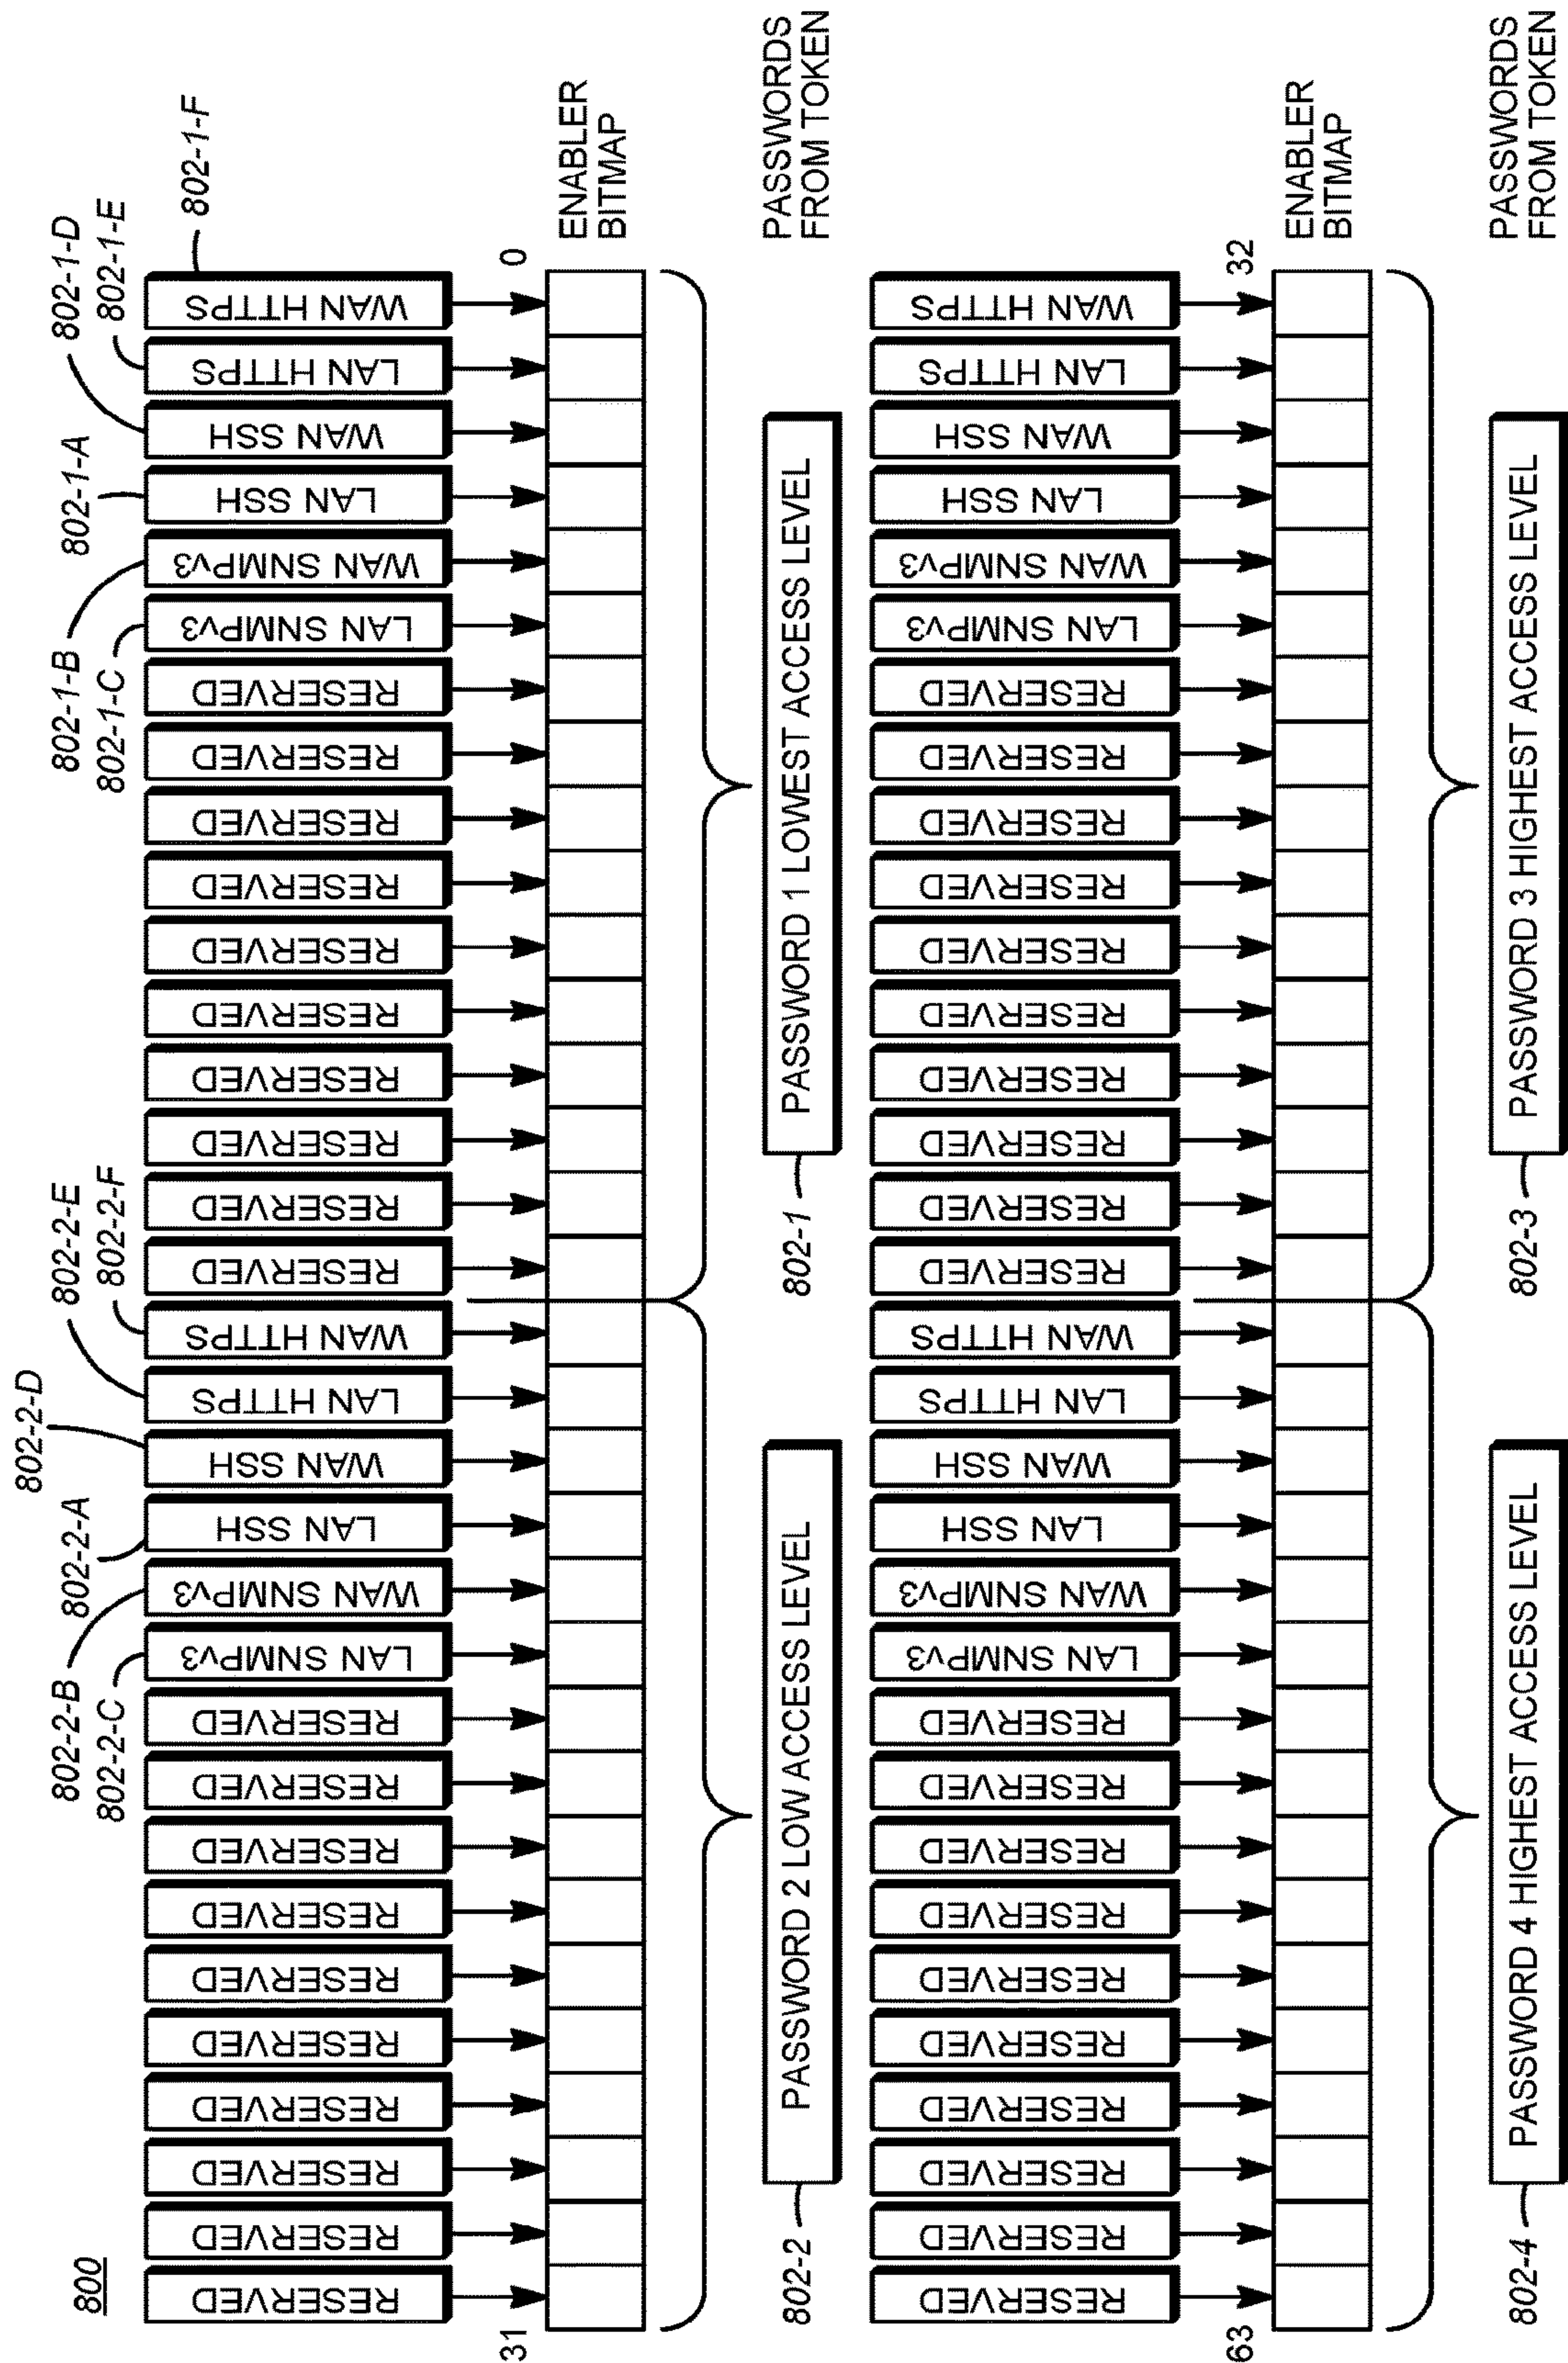 800
802-2-D
802-2-B
802-2-E
802-1-B
802-1-D
802-2-A
802-1-A
802-2-C
802-2-F
802-1-C
802-1-E
802-1-F
RESERVED
RESERVED
RESERVED
RESERVED
RESERVED
RESERVED
RESERVED
RESERVED
RESERVED
RESERVED
LAN SNMPv3
WAN SNMPv3
LAN SSH
WAN SSH
LAN HTTPS
WAN HTTPS
RESERVED
RESERVED
RESERVED
RESERVED
RESERVED
RESERVED
RESERVED
RESERVED
RESERVED
RESERVED
LAN SNMPv3
WAN SNMPv3
LAN SSH
WAN SSH
LAN HTTPS
WAN HTTPS
31
0
ENABLER
BITMAP
802-2
PASSWORD 2 LOW ACCESS LEVEL
802-1
PASSWORD 1 LOWEST ACCESS LEVEL
PASSWORDS
FROM TOKEN
RESERVED
RESERVED
RESERVED
RESERVED
RESERVED
RESERVED
RESERVED
RESERVED
RESERVED
RESERVED
LAN SNMPv3
WAN SNMPv3
LAN SSH
WAN SSH
LAN HTTPS
WAN HTTPS
RESERVED
RESERVED
RESERVED
RESERVED
RESERVED
RESERVED
RESERVED
RESERVED
RESERVED
RESERVED
LAN SNMPv3
WAN SNMPv3
LAN SSH
WAN SSH
LAN HTTPS
WAN HTTPS
63
32
ENABLER
BITMAP
802-4
PASSWORD 4 HIGHEST ACCESS LEVEL
802-3
PASSWORD 3 HIGHEST ACCESS LEVEL
PASSWORDS
FROM TOKEN